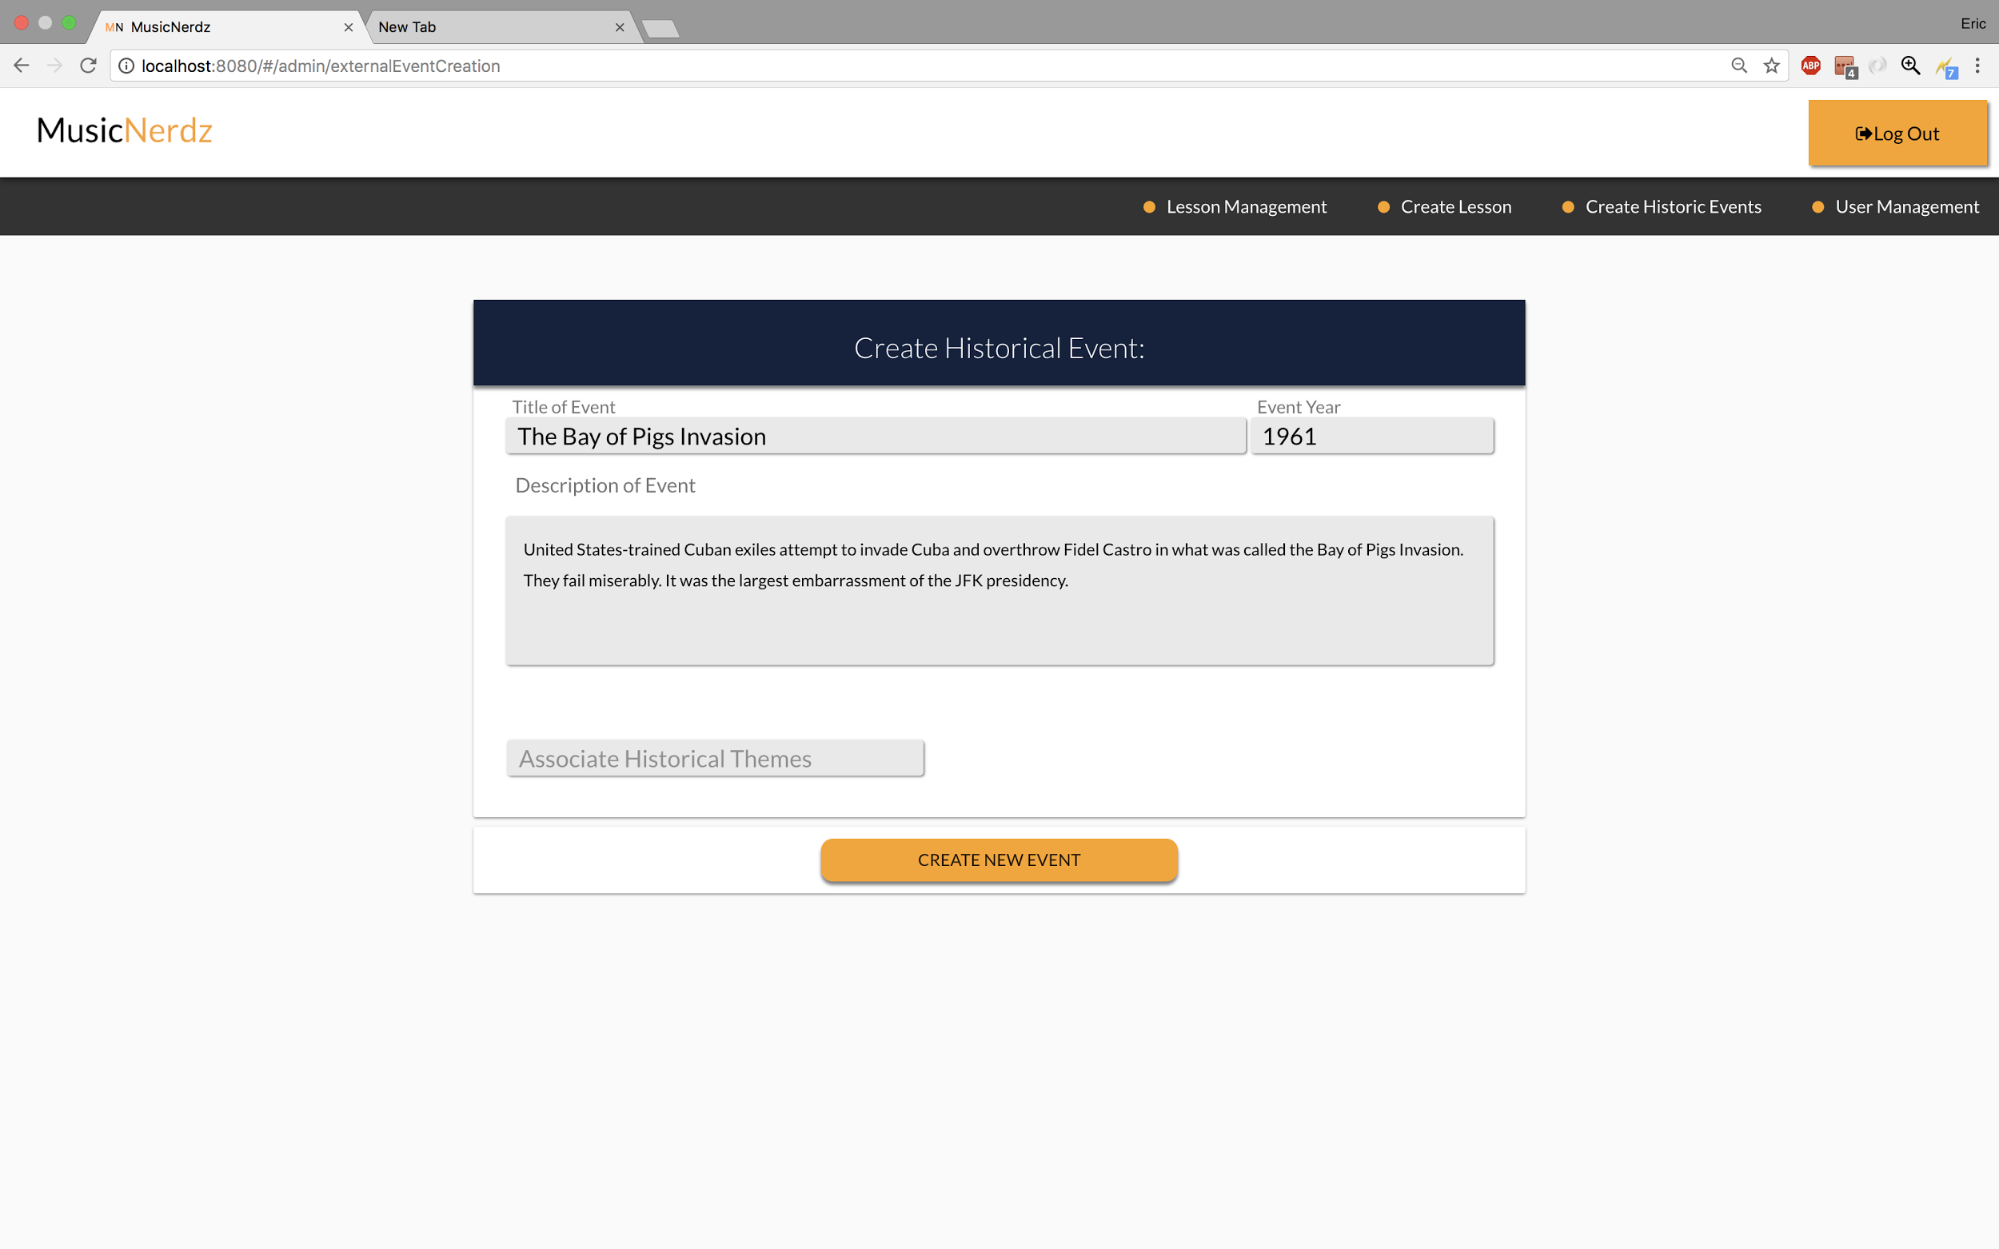 MN MusicNerdz
New Tab
Eric
localhost:8080/#/admin/externalEventCreation
ABP
4
7
MusicNerdz
Log Out
Lesson Management
Create Lesson
Create Historic Events
User Management
Create Historical Event:
Title of Event
Event Year
The Bay of Pigs Invasion
1961
Description of Event
United States-trained Cuban exiles attempt to invade Cuba and overthrow Fidel Castro in what was called the Bay of Pigs Invasion.
They fail miserably. It was the largest embarrassment of the JFK presidency.
Associate Historical Themes
CREATE NEW EVENT